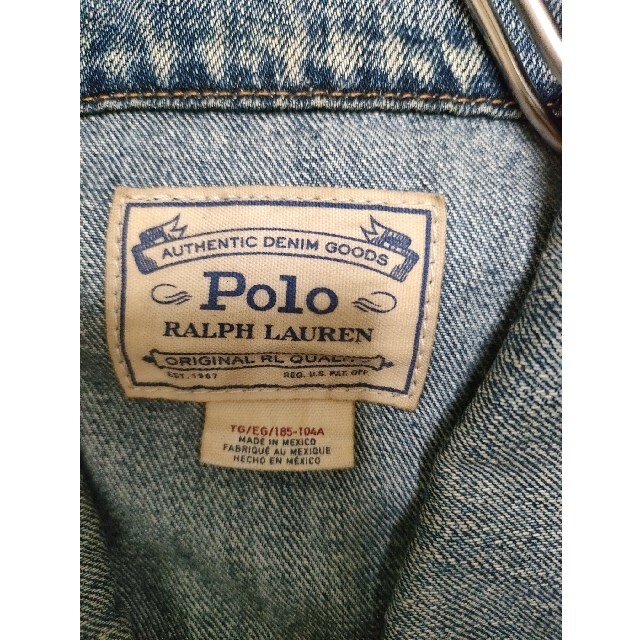 AUTHENTIC DENIM GOODS
Polo
RALPH LAUREN
ORIGINAL RL QUALITY
EST. 1967 REG. U.S. PAT. OFF.
TG/EG/185-104A
MADE IN MEXICO
FABRIQUÉ AU MEXIQUE
HECHO EN MÉXICO